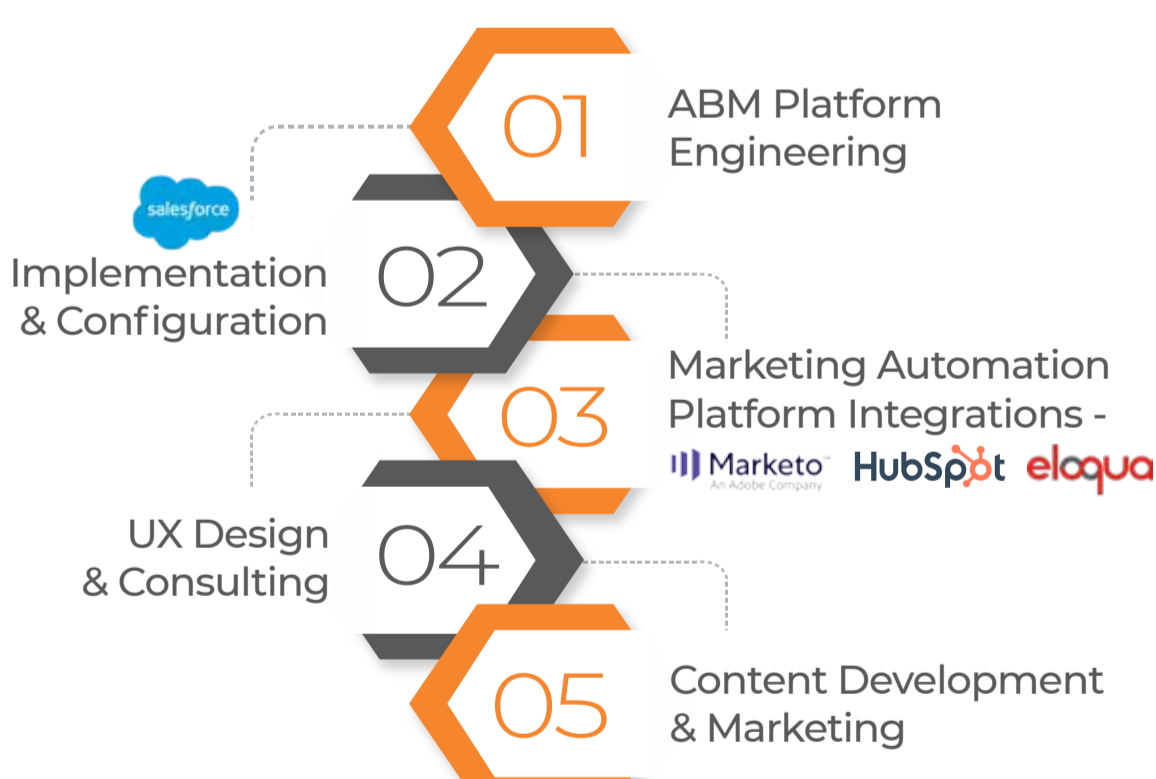 01
ABM Platform
Engineering
salesforce
Implementation
& Configuration
02
03
Marketing Automation
Platform Integrations -
Marketo™
An Adobe Company
HubSpot
eloqua
UX Design
& Consulting
04
05
Content Development
& Marketing